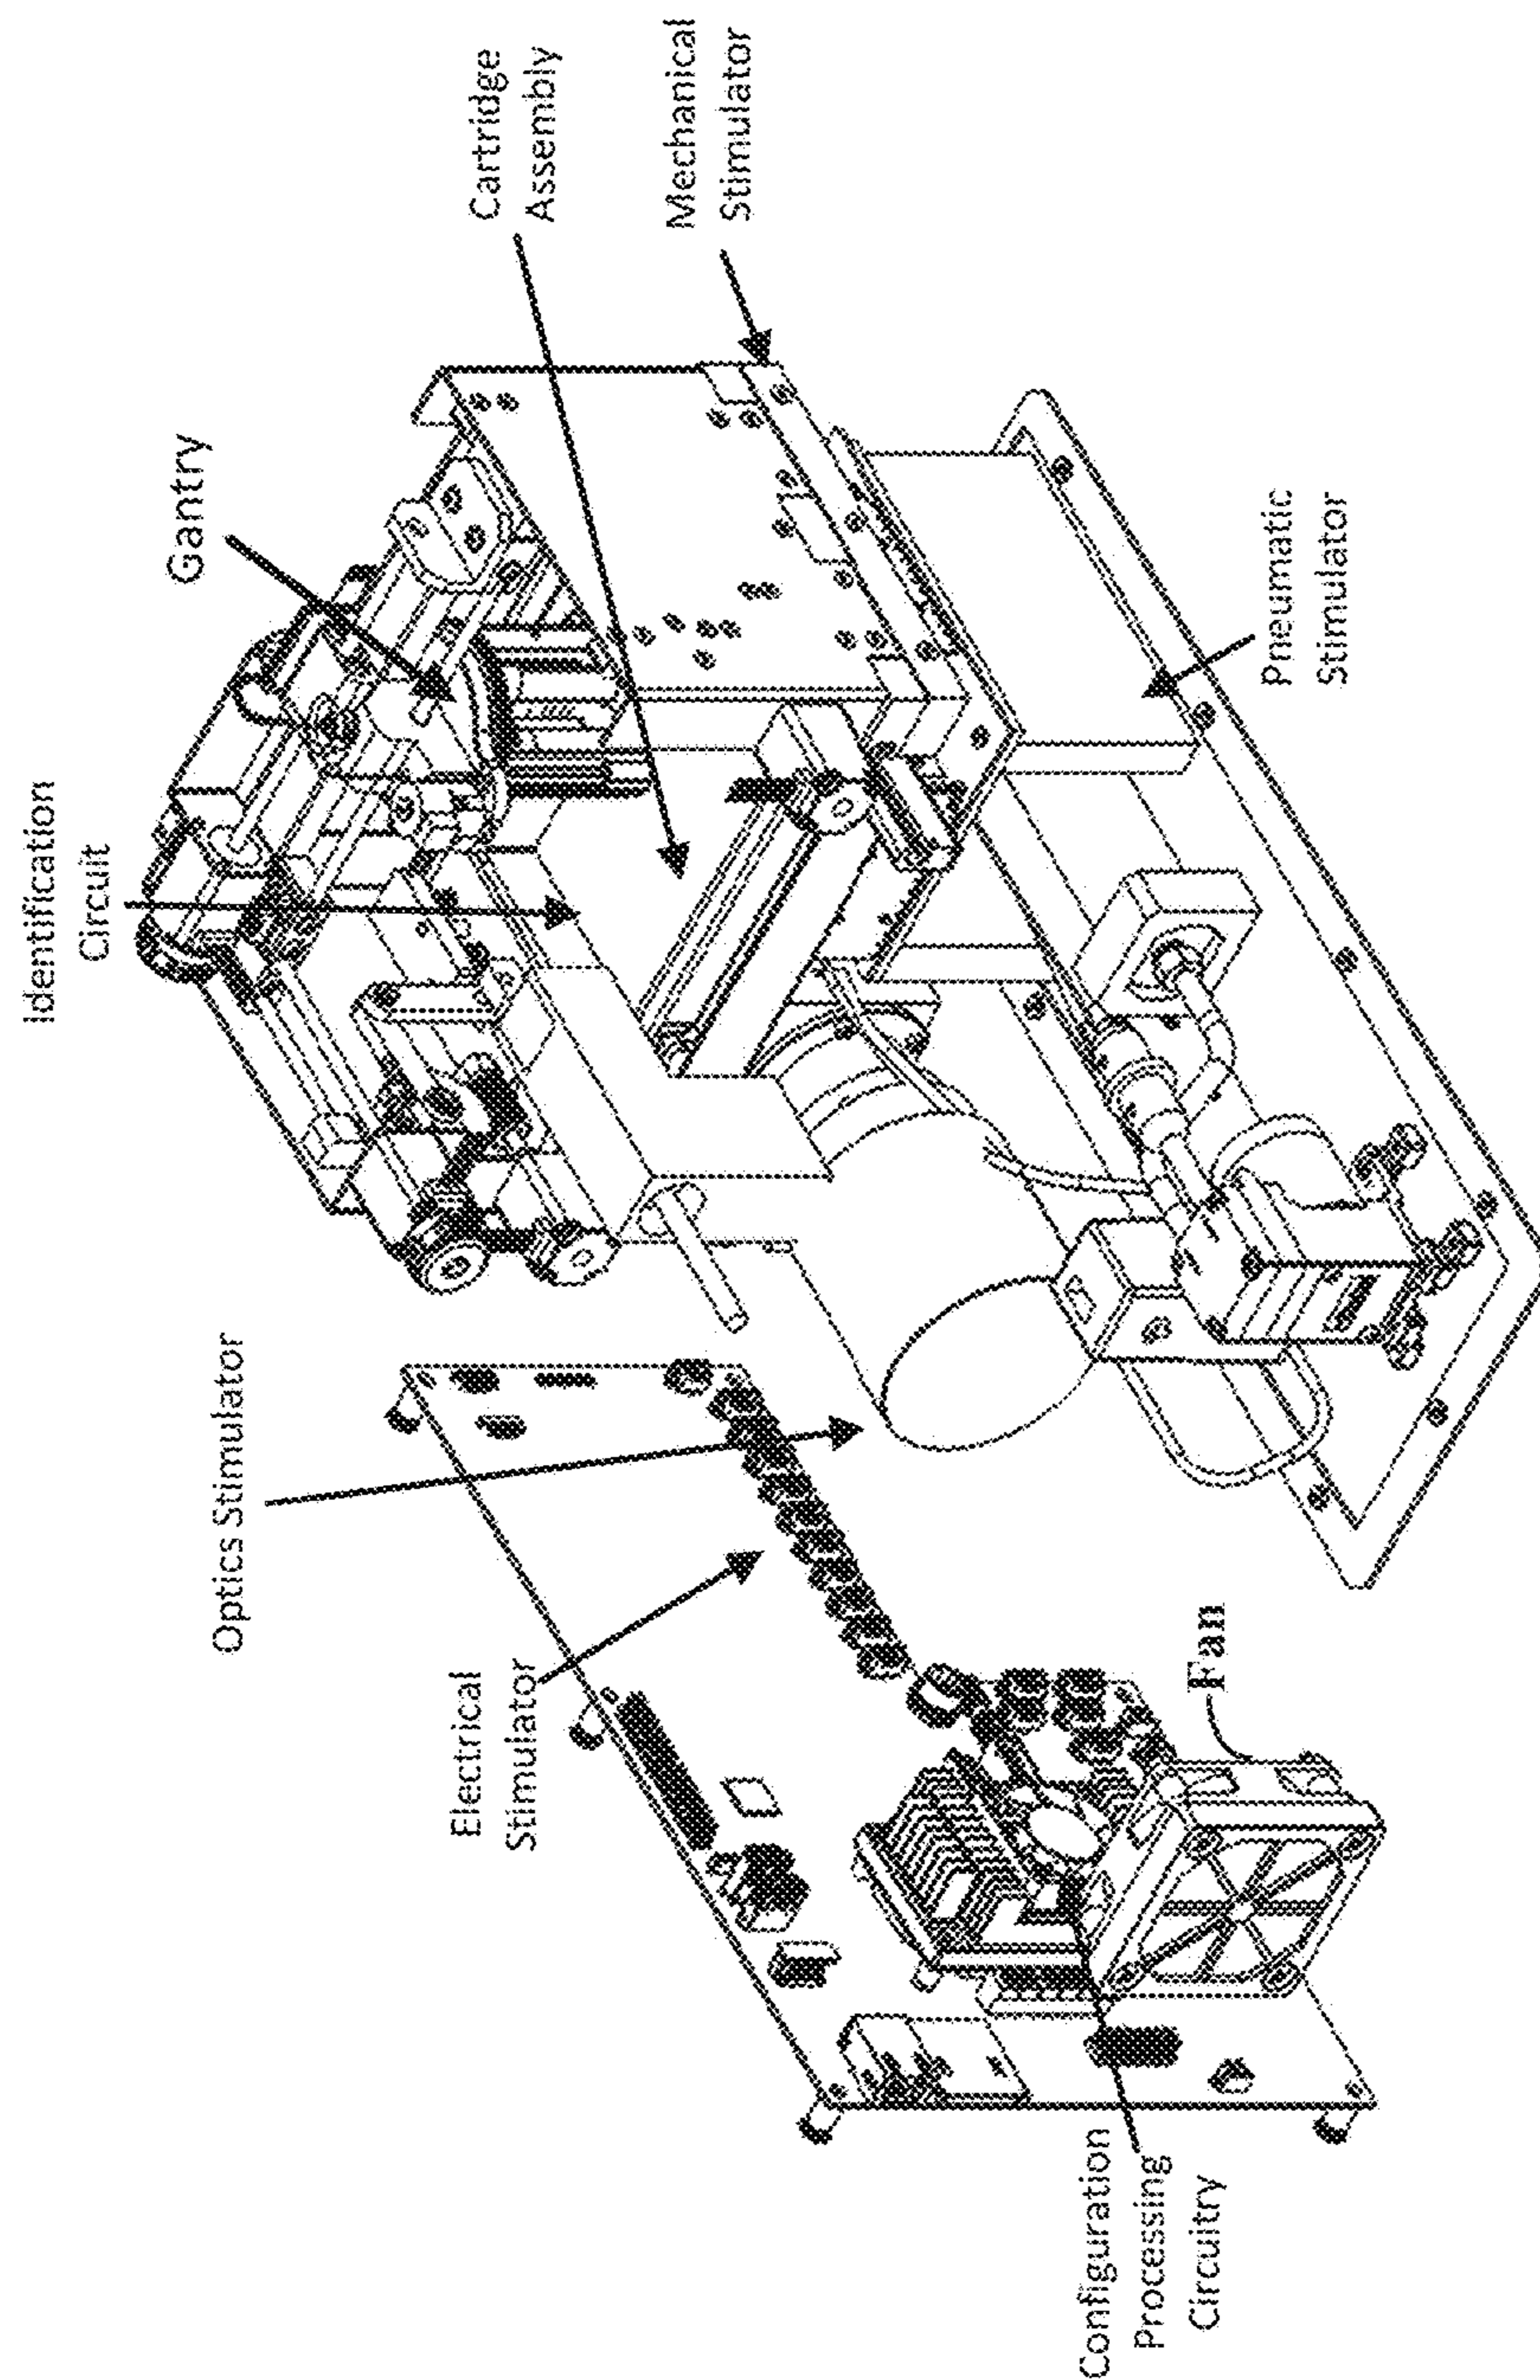 Identification
Circuit
Gantry
Cartridge
Assembly
Mechanical
Stimulator
Optics Stimulator
Electrical
Stimulator
Pneumatic
Stimulator
Fan
Configuration
Processing
Circuitry